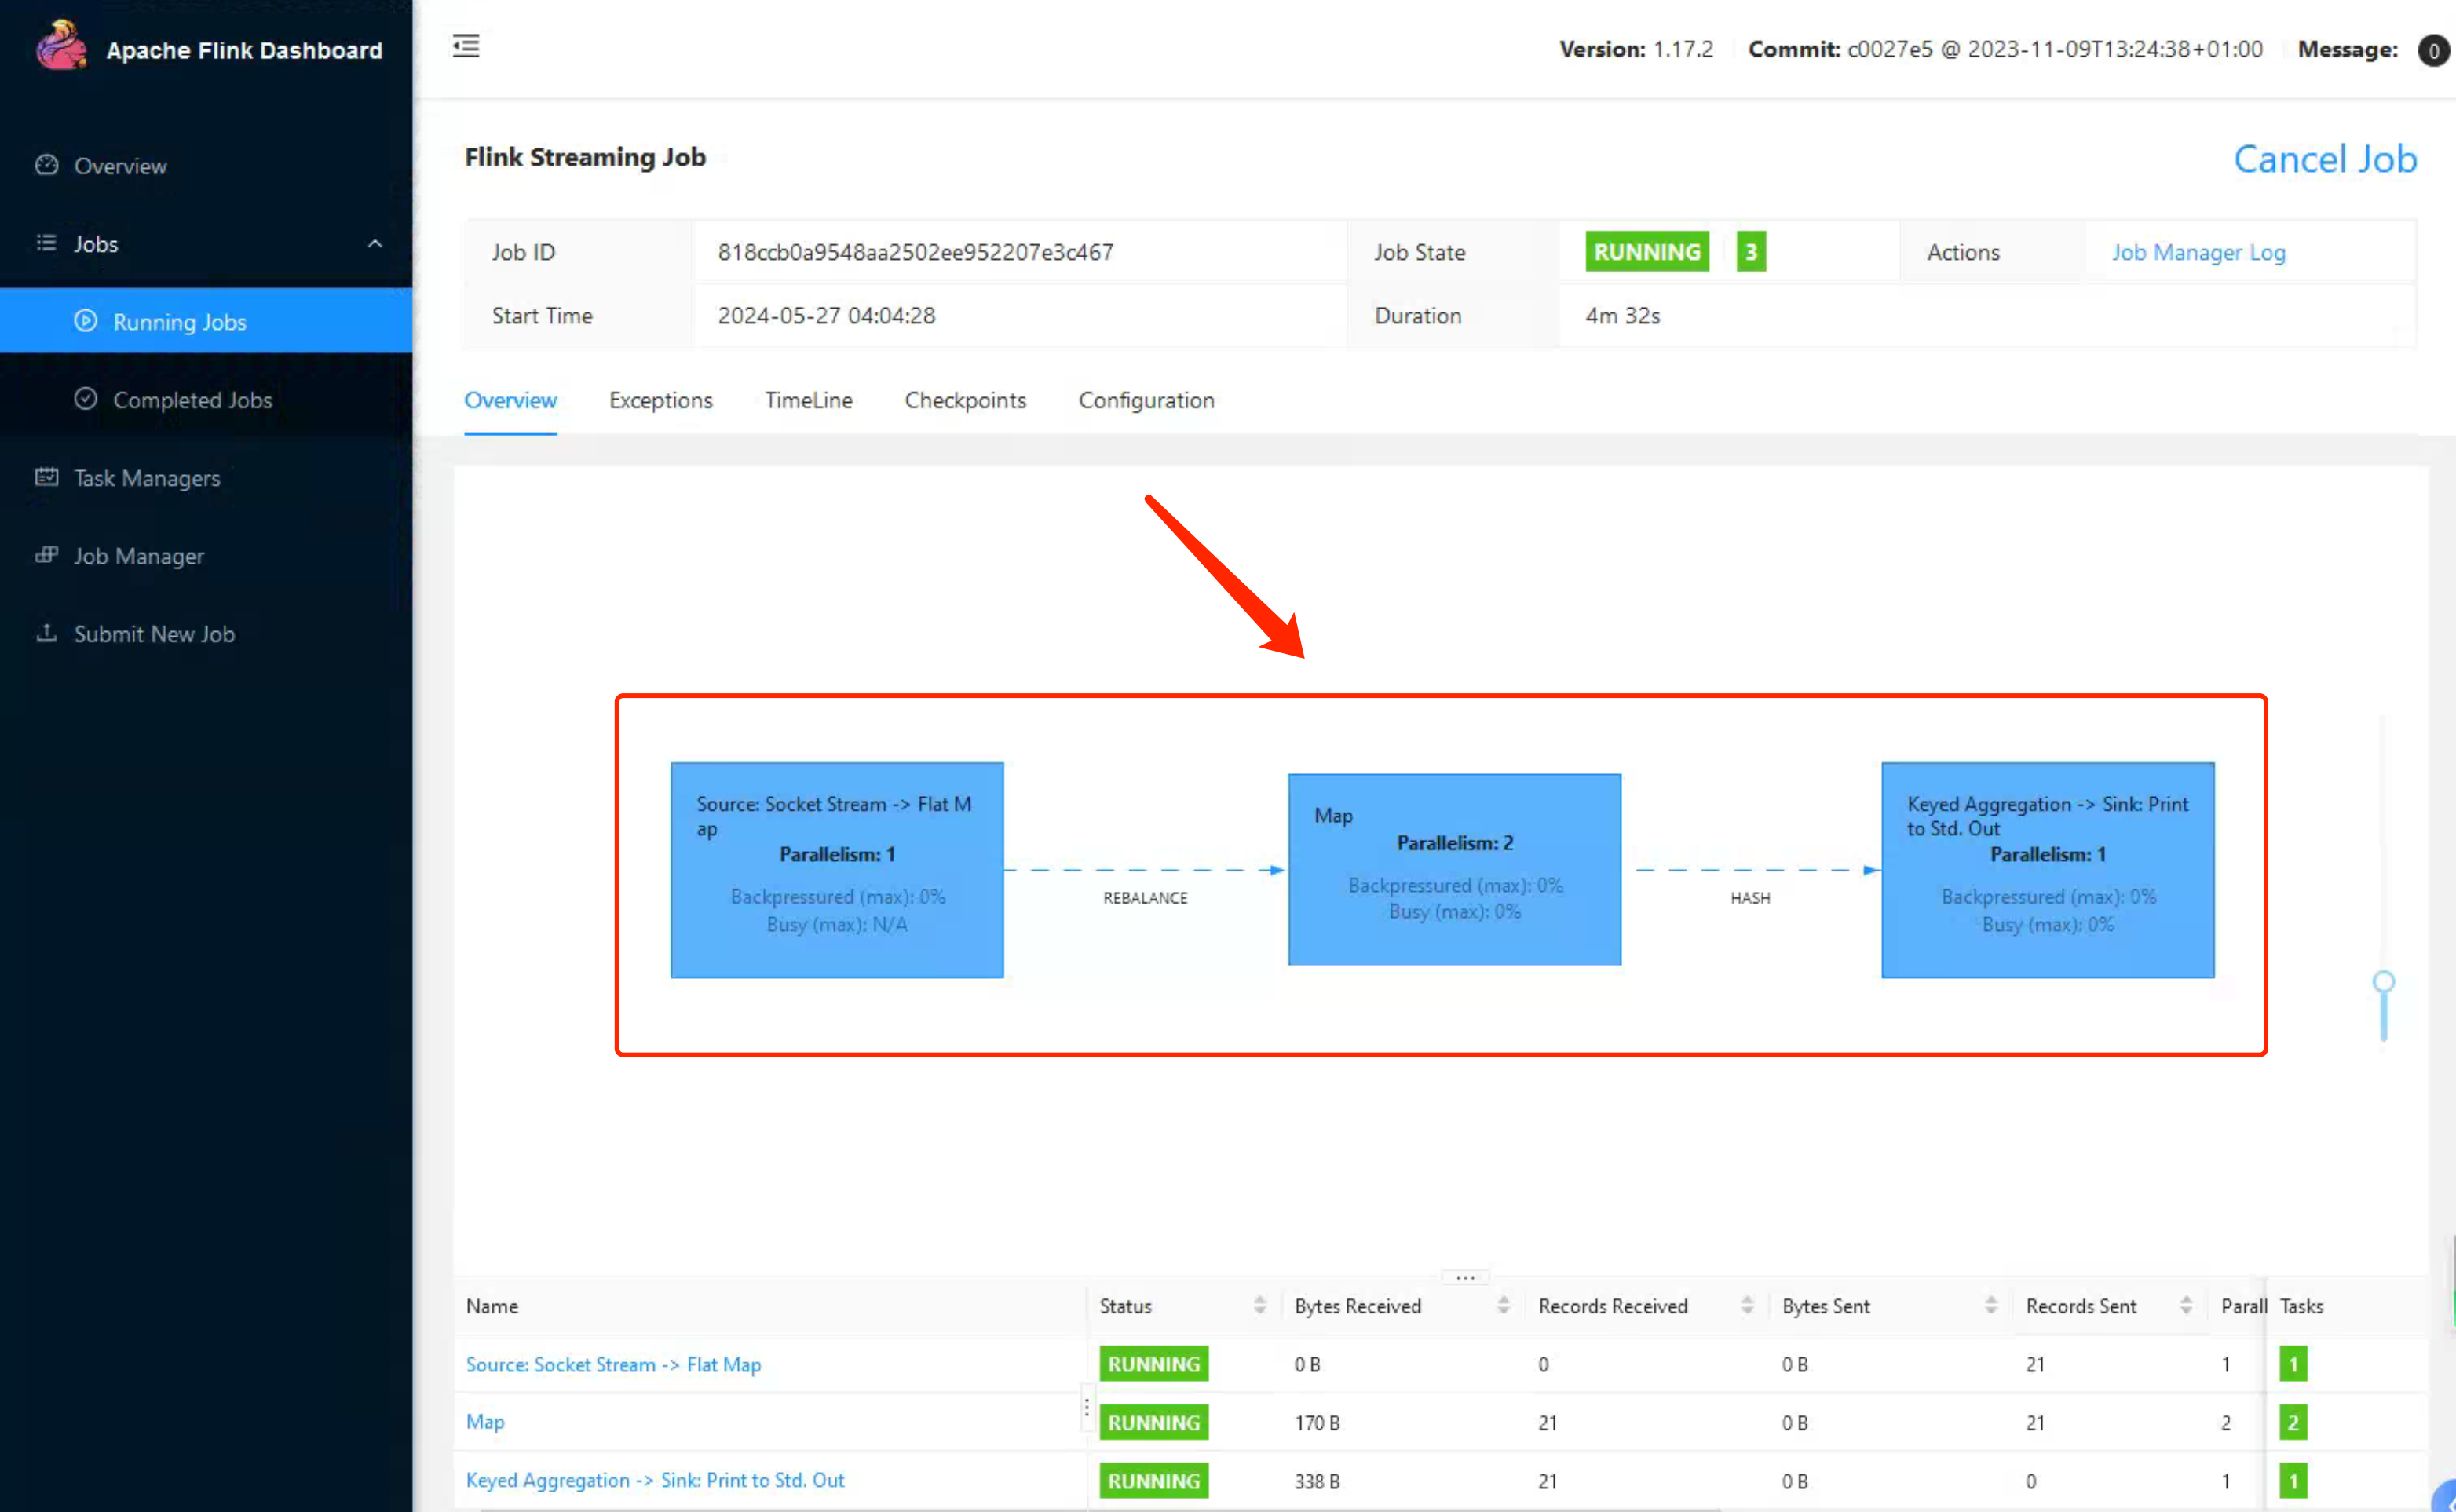 Apache Flink Dashboard
Version: 1.17.2 Commit: c0027e5 @ 2023-11-09T13:24:38+01:00 Message: 0
Overview
Jobs
Running Jobs
Completed Jobs
Task Managers
Job Manager
Submit New Job
Flink Streaming Job
Cancel Job
Job ID 818ccb0a9548aa2502ee952207e3c467 Job State RUNNING 3 Actions Job Manager Log
Start Time 2024-05-27 04:04:28 Duration 4m 32s
Overview Exceptions TimeLine Checkpoints Configuration
Source: Socket Stream -> Flat M
ap
Parallelism: 1
Backpressured (max): 0%
Busy (max): N/A
REBALANCE
Map
Parallelism: 2
Backpressured (max): 0%
Busy (max): 0%
HASH
Keyed Aggregation -> Sink: Print
to Std. Out
Parallelism: 1
Backpressured (max): 0%
Busy (max): 0%
Name Status Bytes Received Records Received Bytes Sent Records Sent Parall Tasks
Source: Socket Stream -> Flat Map RUNNING 0 B 0 0 B 21 1 1
Map RUNNING 170 B 21 0 B 21 2 2
Keyed Aggregation -> Sink: Print to Std. Out RUNNING 338 B 21 0 B 0 1 1